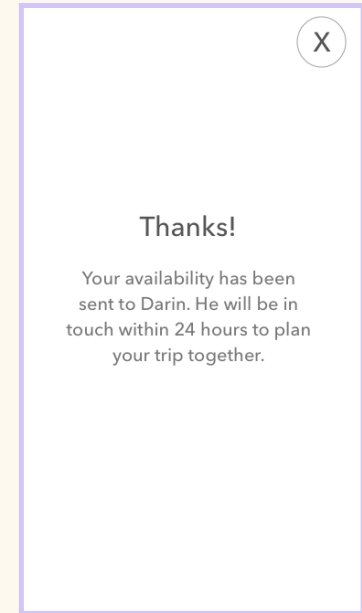 X
Thanks!
Your availability has been
sent to Darin. He will be in
touch within 24 hours to plan
your trip together.